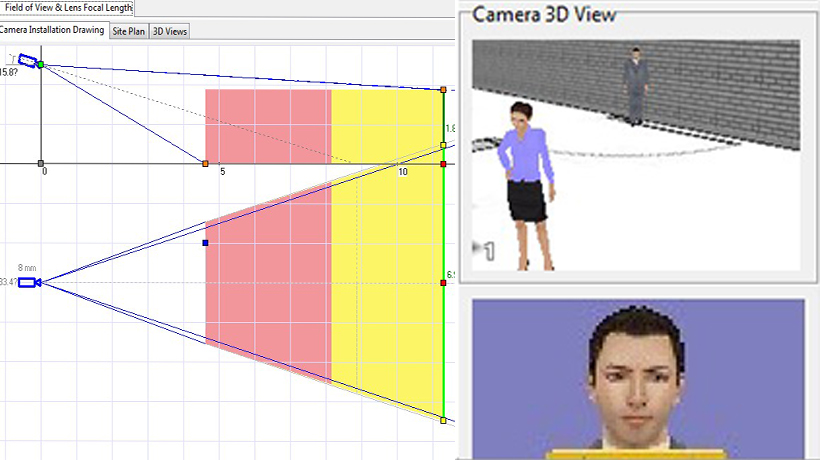 Field of View & Lens Focal Length
Camera Installation Drawing
Site Plan
3D Views
Camera 3D View
15.8?
1.8
0
5
10
8 mm
33.4?
6.
1